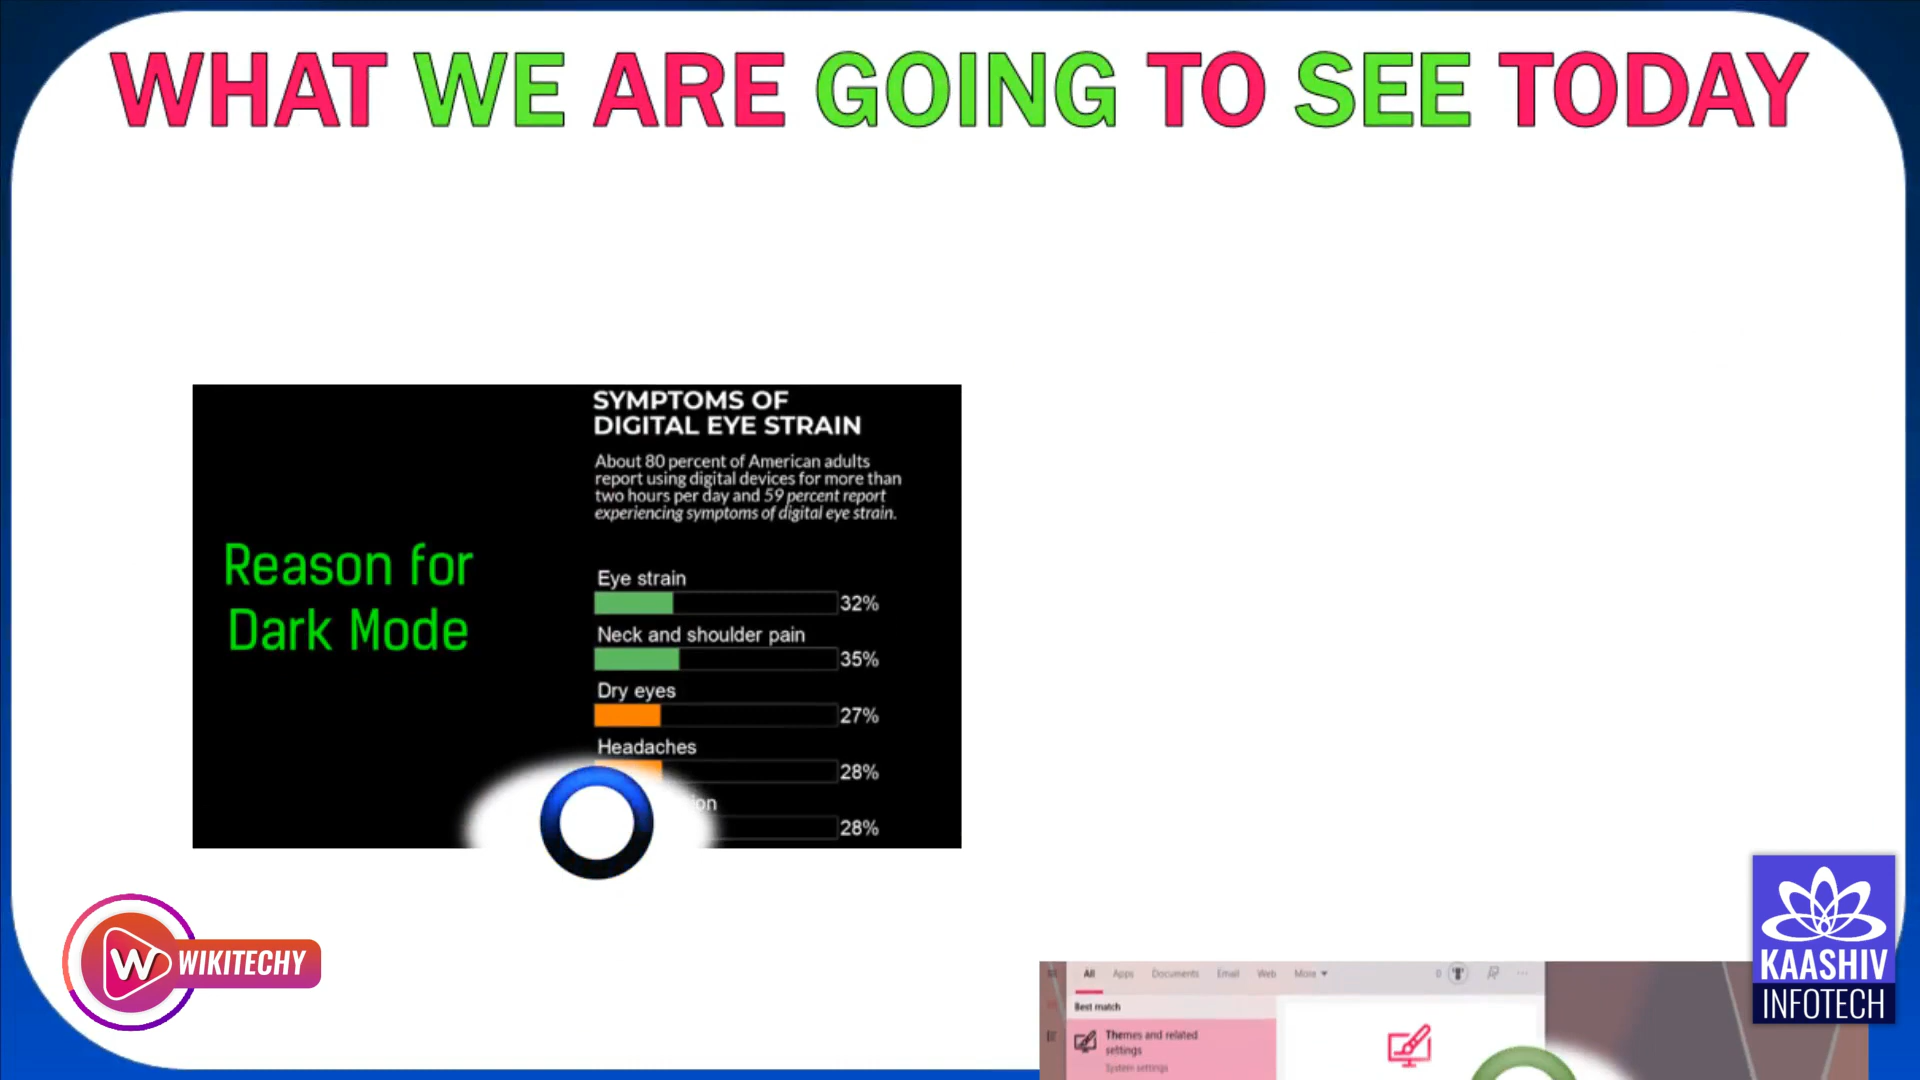 WHAT WE ARE GOING TO SEE TODAY
SYMPTOMS OF
DIGITAL EYE STRAIN
About 80 percent of American adults
report using digital devices for more than
two hours per day and 59 percent report
experiencing symptoms of digital eye strain.
Reason for
Dark Mode
Eye strain
32%
Neck and shoulder pain
35%
Dry eyes
27%
Headaches
28%
28%
W WIKITECHY
All Apps Documents Email Web More 0
Best match
Themes and related
settings
System settings
KAASHIV
INFOTECH